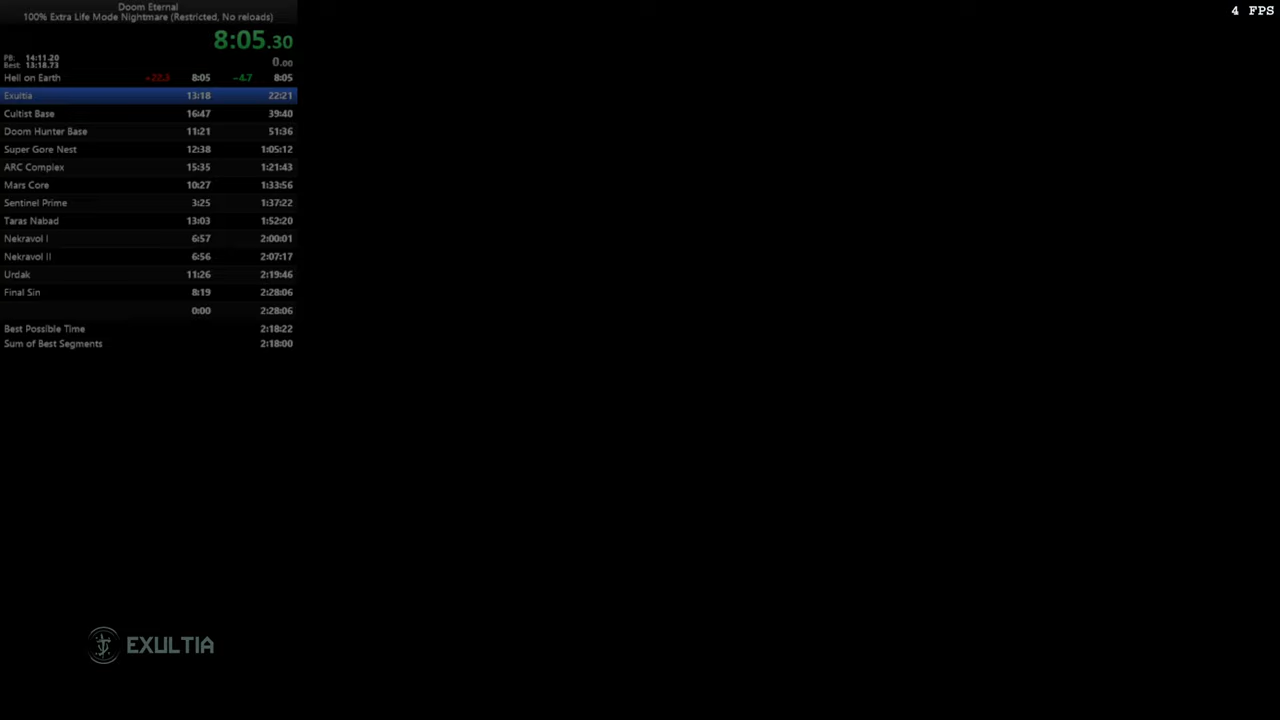 4 FPS
Doom Eternal
100% Extra Life Mode Nightmare (Restricted, No reloads)
8:05.30
PB: 14:11.20 0.00
Best: 13:18.73
Hell on Earth +22.3 8:05 -4.7 8:05
Exultia 13:18 22:21
Cultist Base 16:47 39:40
Doom Hunter Base 11:21 51:36
Super Gore Nest 12:38 1:05:12
ARC Complex 15:35 1:21:43
Mars Core 10:27 1:33:56
Sentinel Prime 3:25 1:37:22
Taras Nabad 13:03 1:52:20
Nekravol I 6:57 2:00:01
Nekravol II 6:56 2:07:17
Urdak 11:26 2:19:46
Final Sin 8:19 2:28:06
0:00 2:28:06
Best Possible Time 2:18:22
Sum of Best Segments 2:18:00
EXULTIA